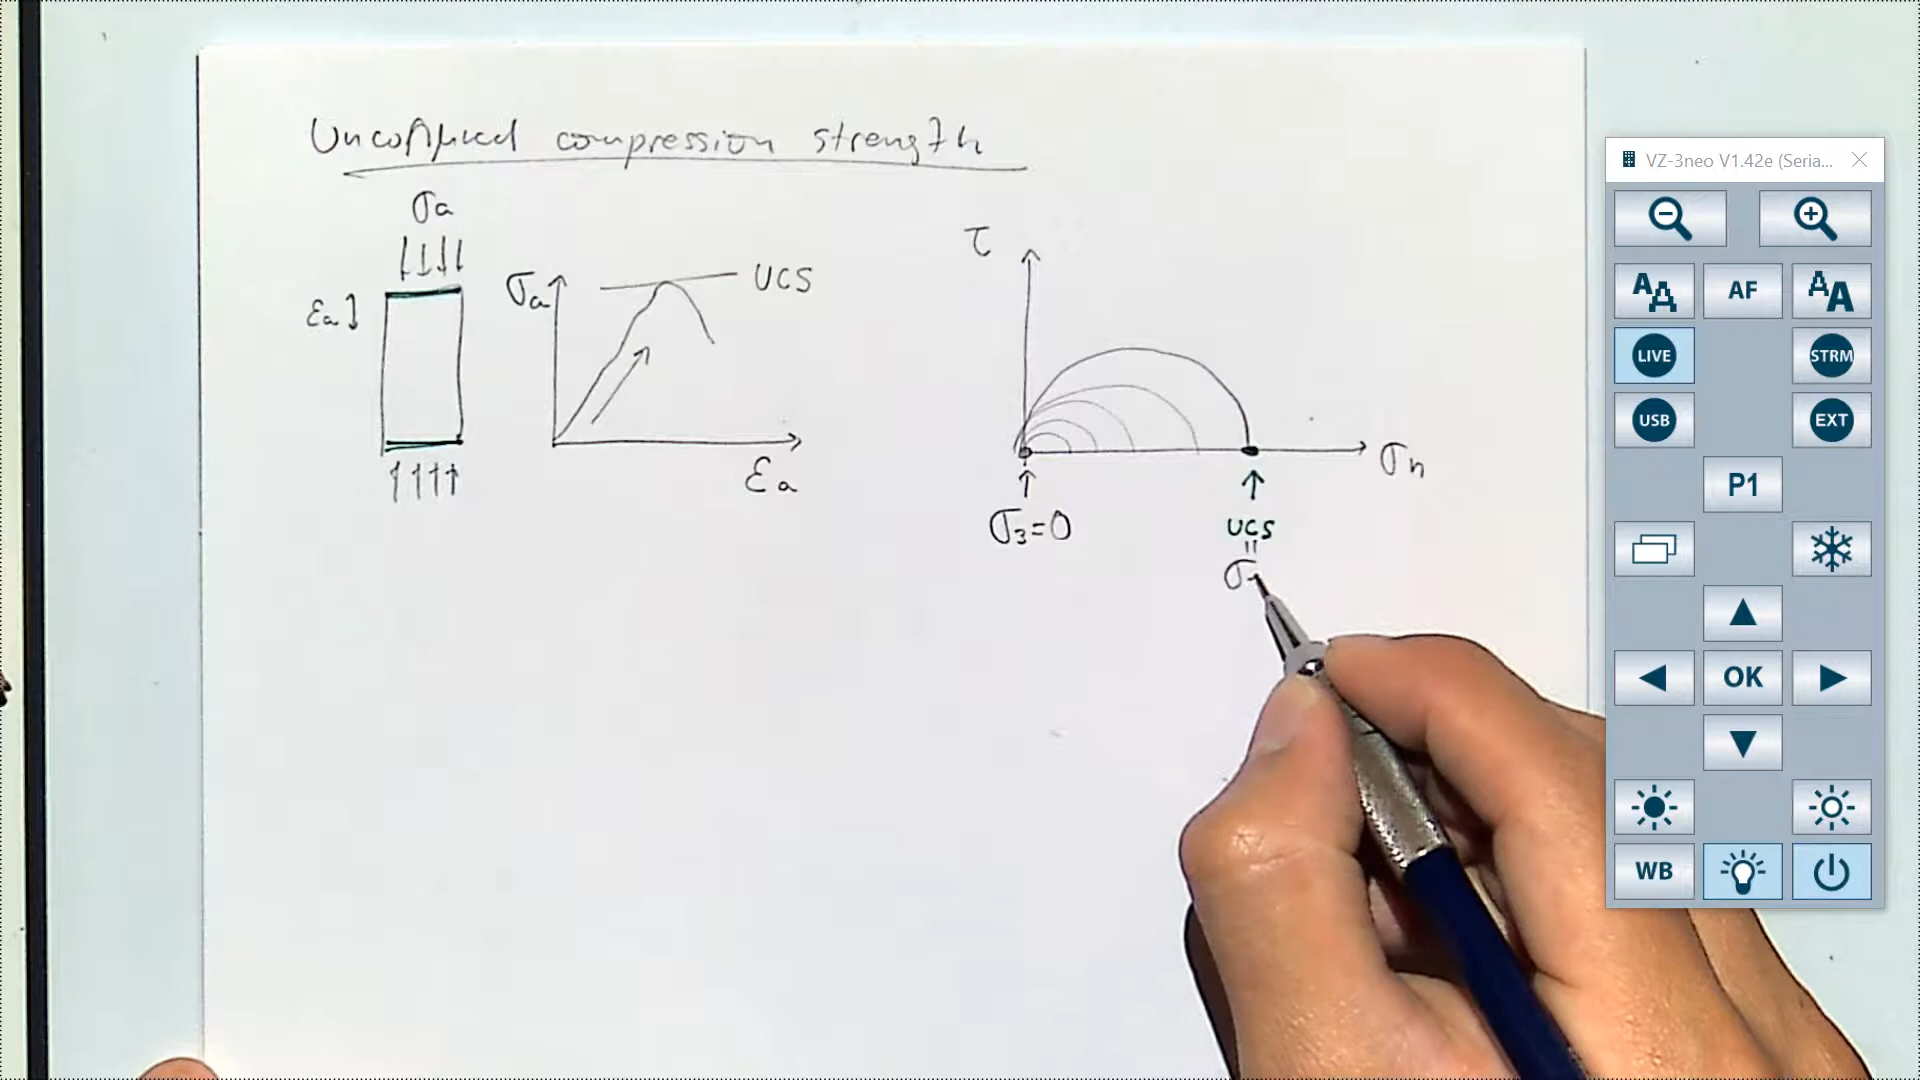 Unconfined compression strength
σa
εa
σa
UCS
εa
τ
σn
σ3=0
UCS
=
σ
VZ-3neo V1.42e (Seria...
A A
AF
A A
LIVE
STRM
USB
EXT
P1
OK
WB